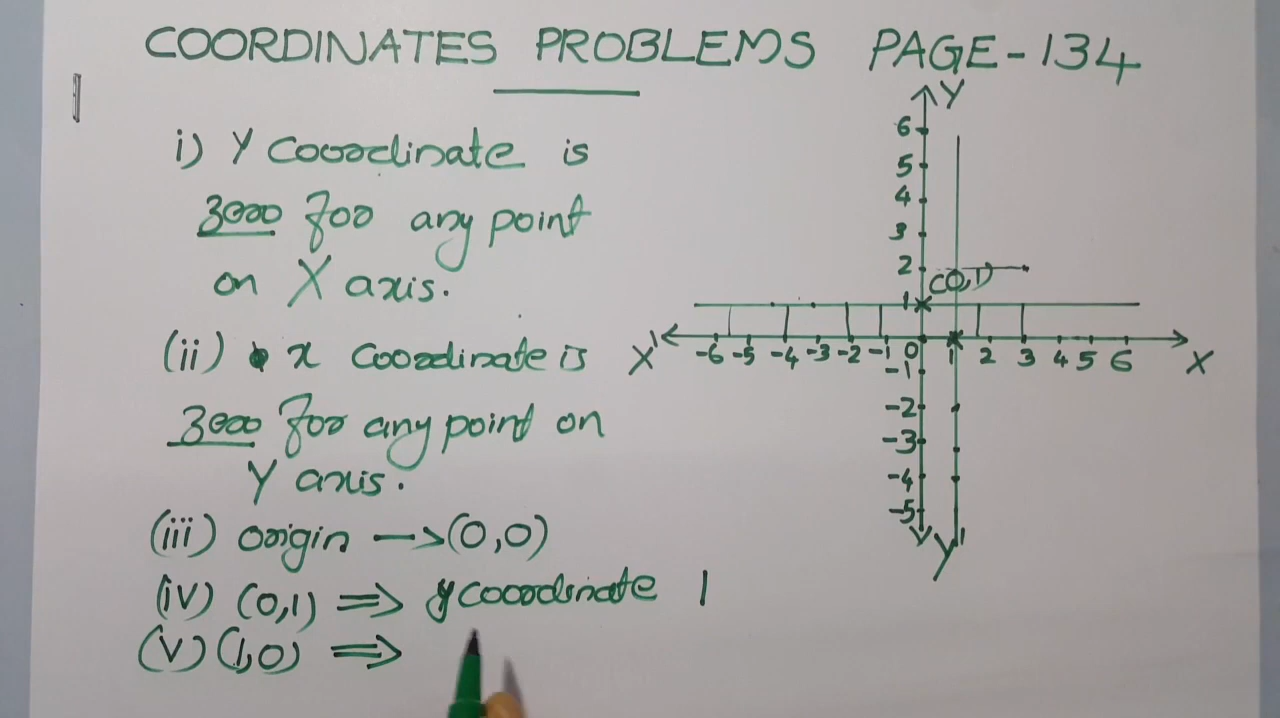 COORDINATES PROBLEMS PAGE-134
i) Y coordinate is
zero for any point
on X axis.
(ii) x coordinate is
zero for any point on
Y axis.
(iii) origin → (0,0)
(iv) (0,1) ⇒ y coordinate 1
(v) (1,0) ⇒
Y
6
5
4
3
2
(0,1)
1
X' -6 -5 -4 -3 -2 -1 0 1 2 3 4 5 6 X
-1
-2
-3
-4
-5
Y'